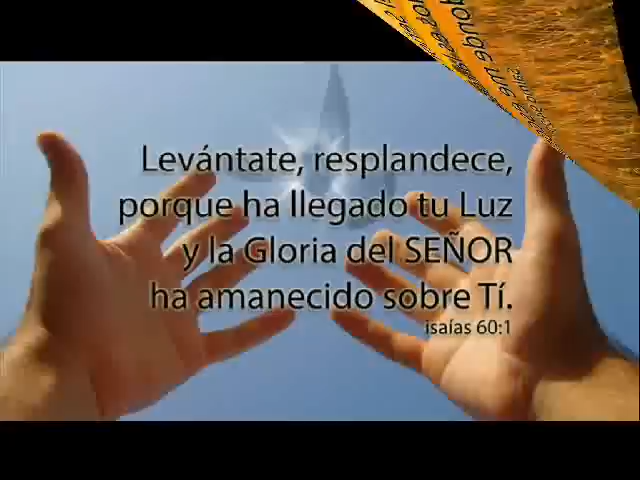 Levántate, resplandece,
porque ha llegado tu Luz
y la Gloria del SEÑOR
ha amanecido sobre Tí.
isaías 60:1